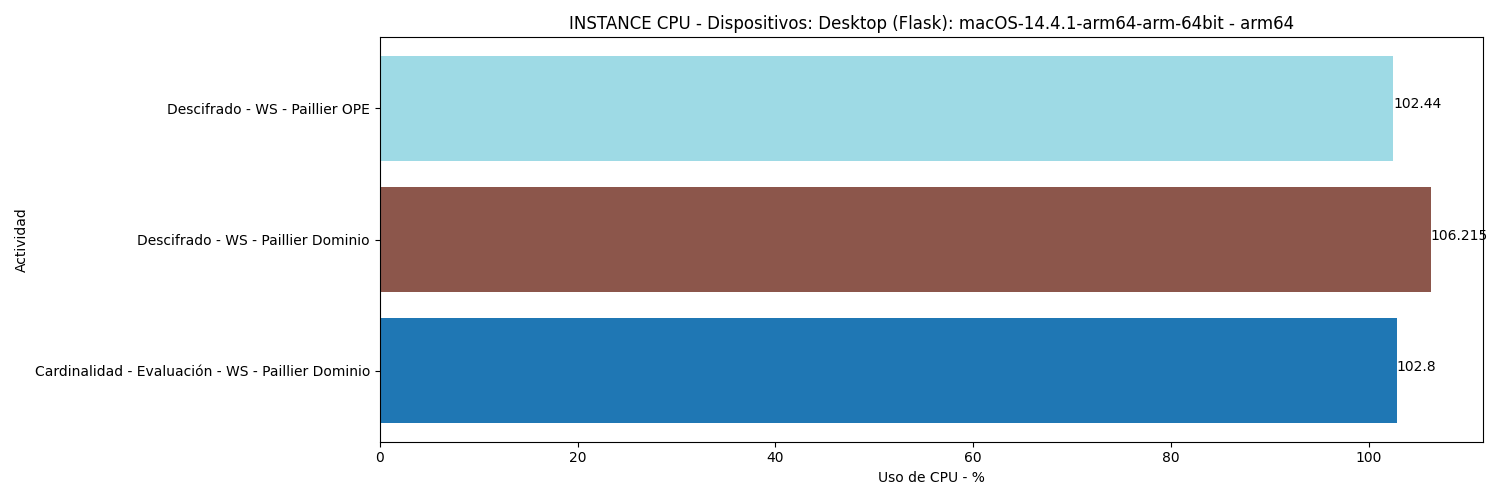 INSTANCE CPU - Dispositivos: Desktop (Flask): macOS-14.4.1-arm64-arm-64bit - arm64
Descifrado - WS - Paillier OPE
102.44
Descifrado - WS - Paillier Dominio
106.215
Actividad
Cardinalidad - Evaluación - WS - Paillier Dominio
102.8
0 20 40 60 80 100
Uso de CPU - %